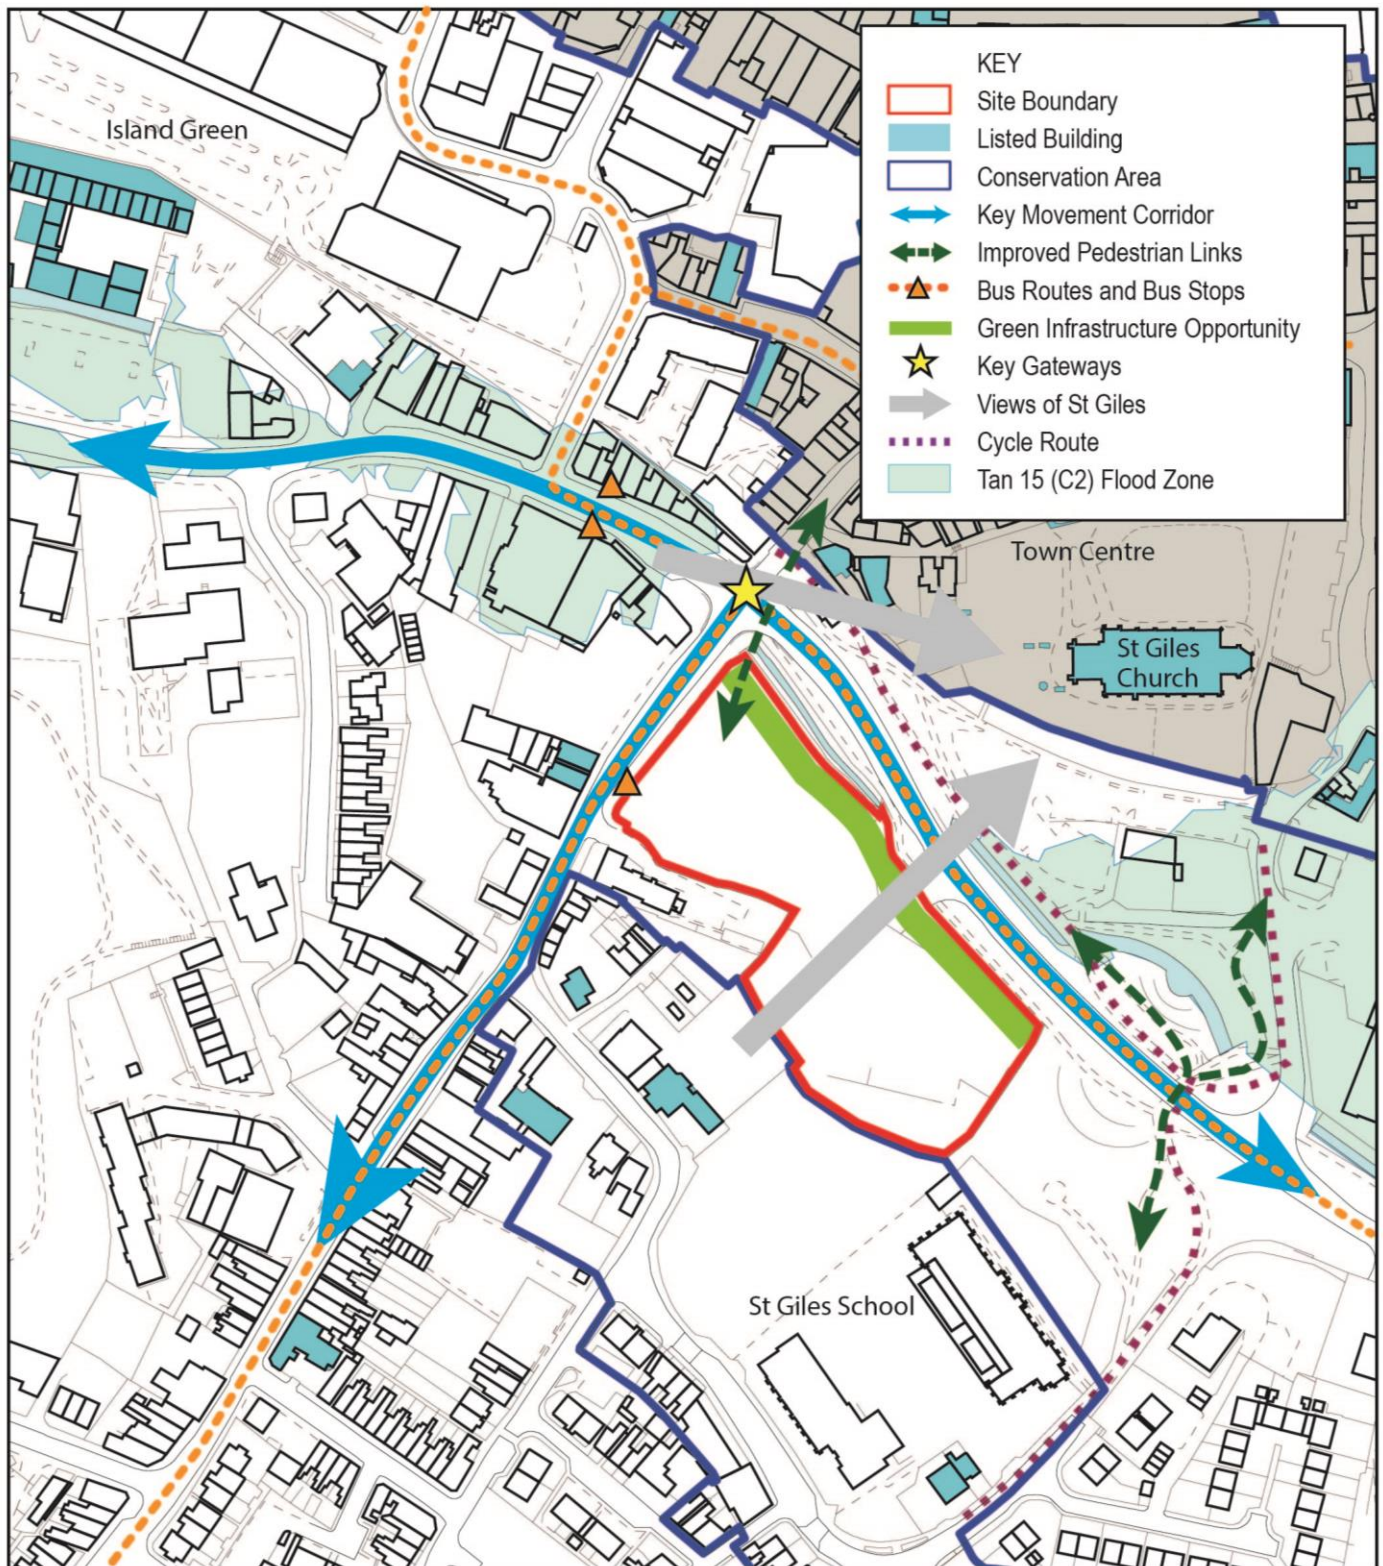 KEY
Site Boundary
Listed Building
Conservation Area
Key Movement Corridor
Improved Pedestrian Links
Bus Routes and Bus Stops
Green Infrastructure Opportunity
Key Gateways
Views of St Giles
Cycle Route
Tan 15 (C2) Flood Zone
Island Green
Town Centre
St Giles
Church
St Giles School